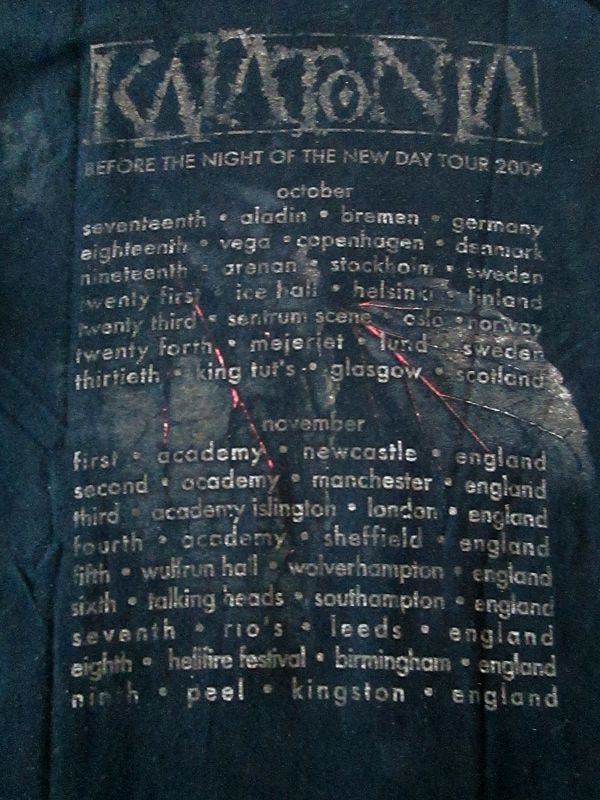 KATATONIA
BEFORE THE NIGHT OF THE NEW DAY TOUR 2009
october
seventeenth • aladin • bremen • germany
eighteenth • vega • copenhagen • denmark
nineteenth • arenan • stockholm • sweden
twenty first • ice hall • helsinki • finland
twenty third • sentrum scene • oslo • norway
twenty forth • mejeriet • lund • sweden
thirtieth • king tut's • glasgow • scotland
november
first • academy • newcastle • england
second • academy • manchester • england
third • academy islington • london • england
fourth • academy • sheffield • england
fifth • wulfrun hall • wolverhampton • england
sixth • talking heads • southampton • england
seventh • rio's • leeds • england
eighth • hellfire festival • birmingham • england
ninth • peel • kingston • england